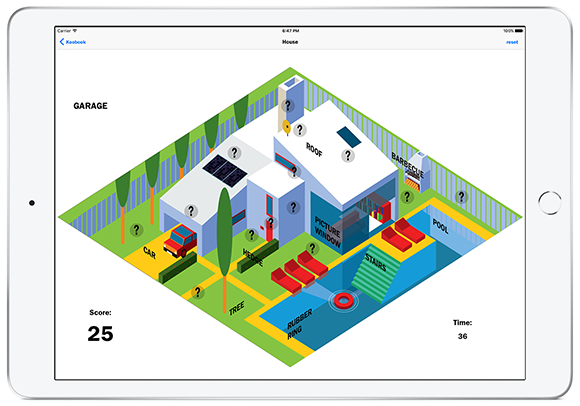 Carrier 6:47 PM 100%
Keebook House reset
GARAGE
?
?
ROOF
?
?
BARBECUE
?
?
?
?
?
?
PICTURE
WINDOW
POOL
?
?
?
CAR
HEDGE
STAIRS
?
TREE
RUBBER
RING
Score:
25
Time:
36